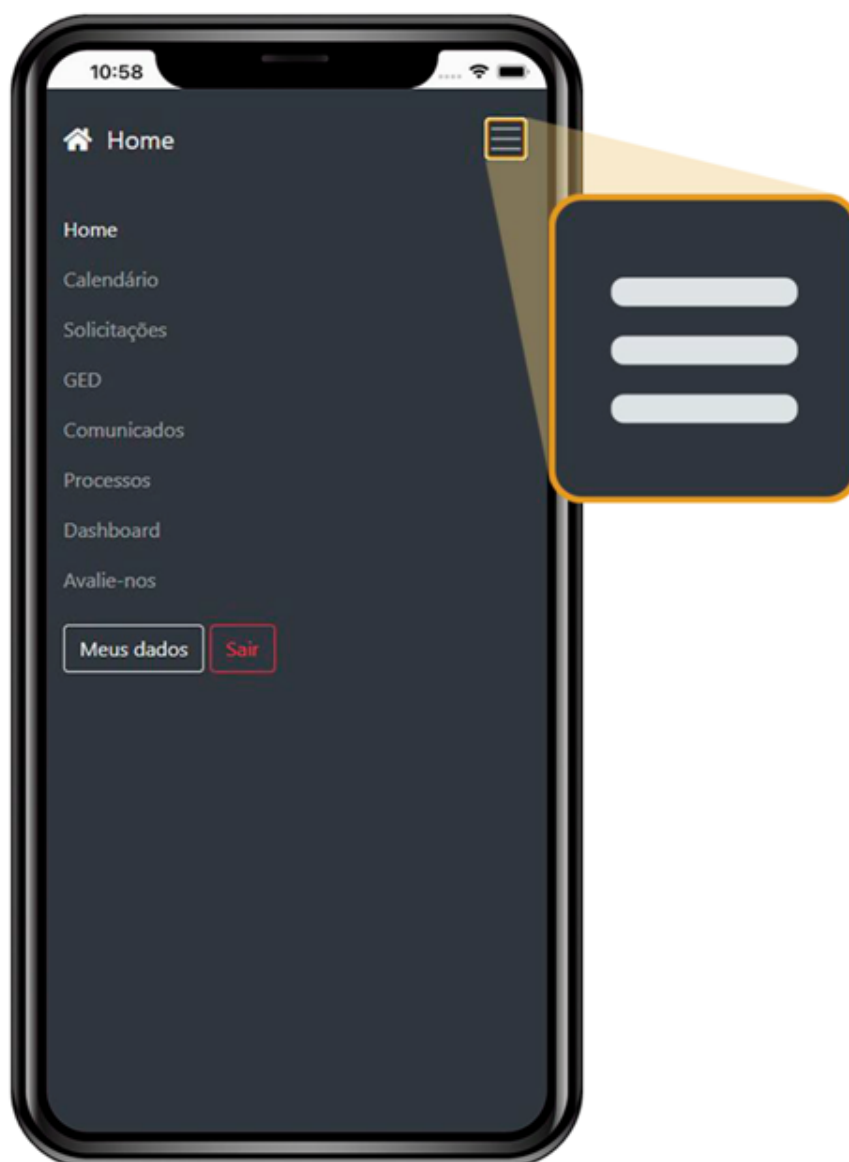 10:58
Home
Home
Calendário
Solicitações
GED
Comunicados
Processos
Dashboard
Avalie-nos
Meus dados Sair